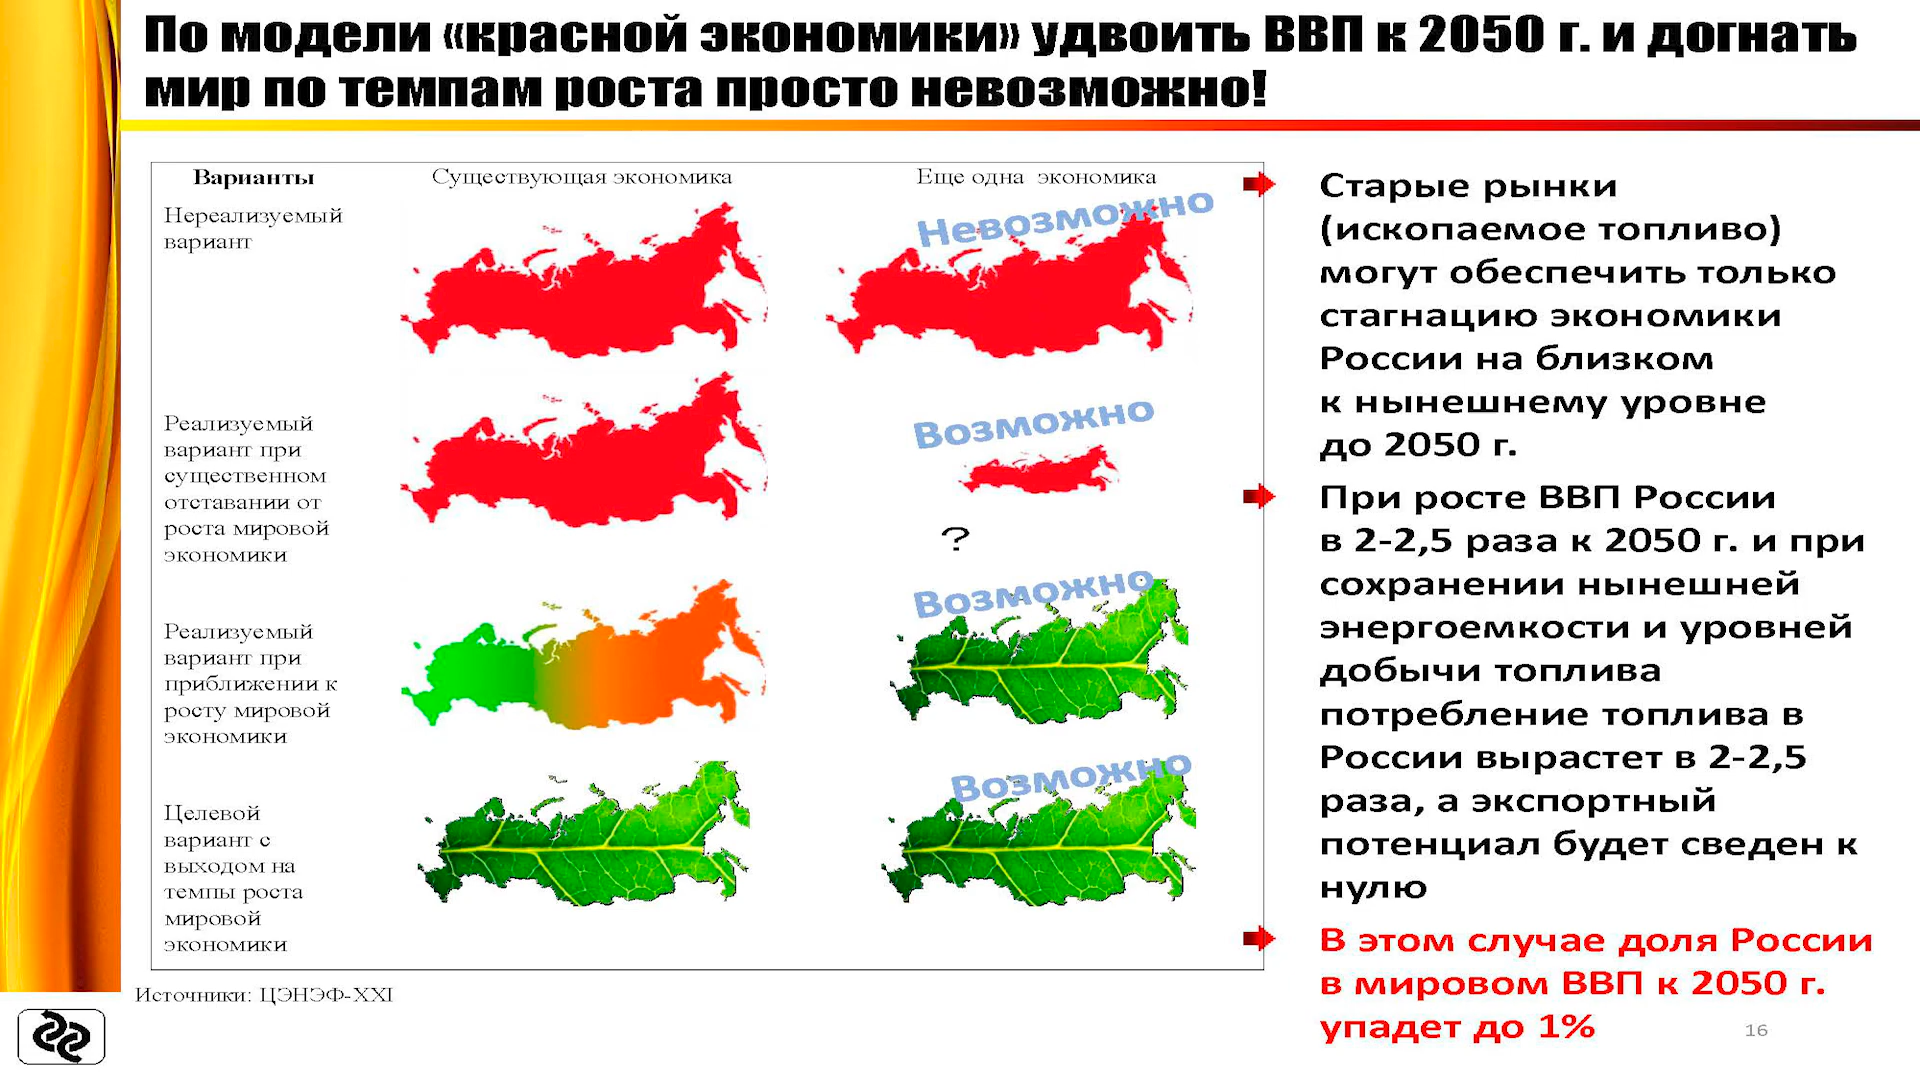 По модели «красной экономики» удвоить ВВП к 2050 г. и догнать
мир по темпам роста просто невозможно!
Варианты
Существующая экономика
Еще одна экономика
Нереализуемый
вариант
Невозможно
Реализуемый
вариант при
существенном
отставании от
роста мировой
экономики
Возможно
?
Реализуемый
вариант при
приближении к
росту мировой
экономики
Возможно
Целевой
вариант с
выходом на
темпы роста
мировой
экономики
Возможно
Источники: ЦЭНЭФ-XXI
Старые рынки
(ископаемое топливо)
могут обеспечить только
стагнацию экономики
России на близком
к нынешнему уровне
до 2050 г.
При росте ВВП России
в 2-2,5 раза к 2050 г. и при
сохранении нынешней
энергоемкости и уровней
добычи топлива
потребление топлива в
России вырастет в 2-2,5
раза, а экспортный
потенциал будет сведен к
нулю
В этом случае доля России
в мировом ВВП к 2050 г.
упадет до 1%
16